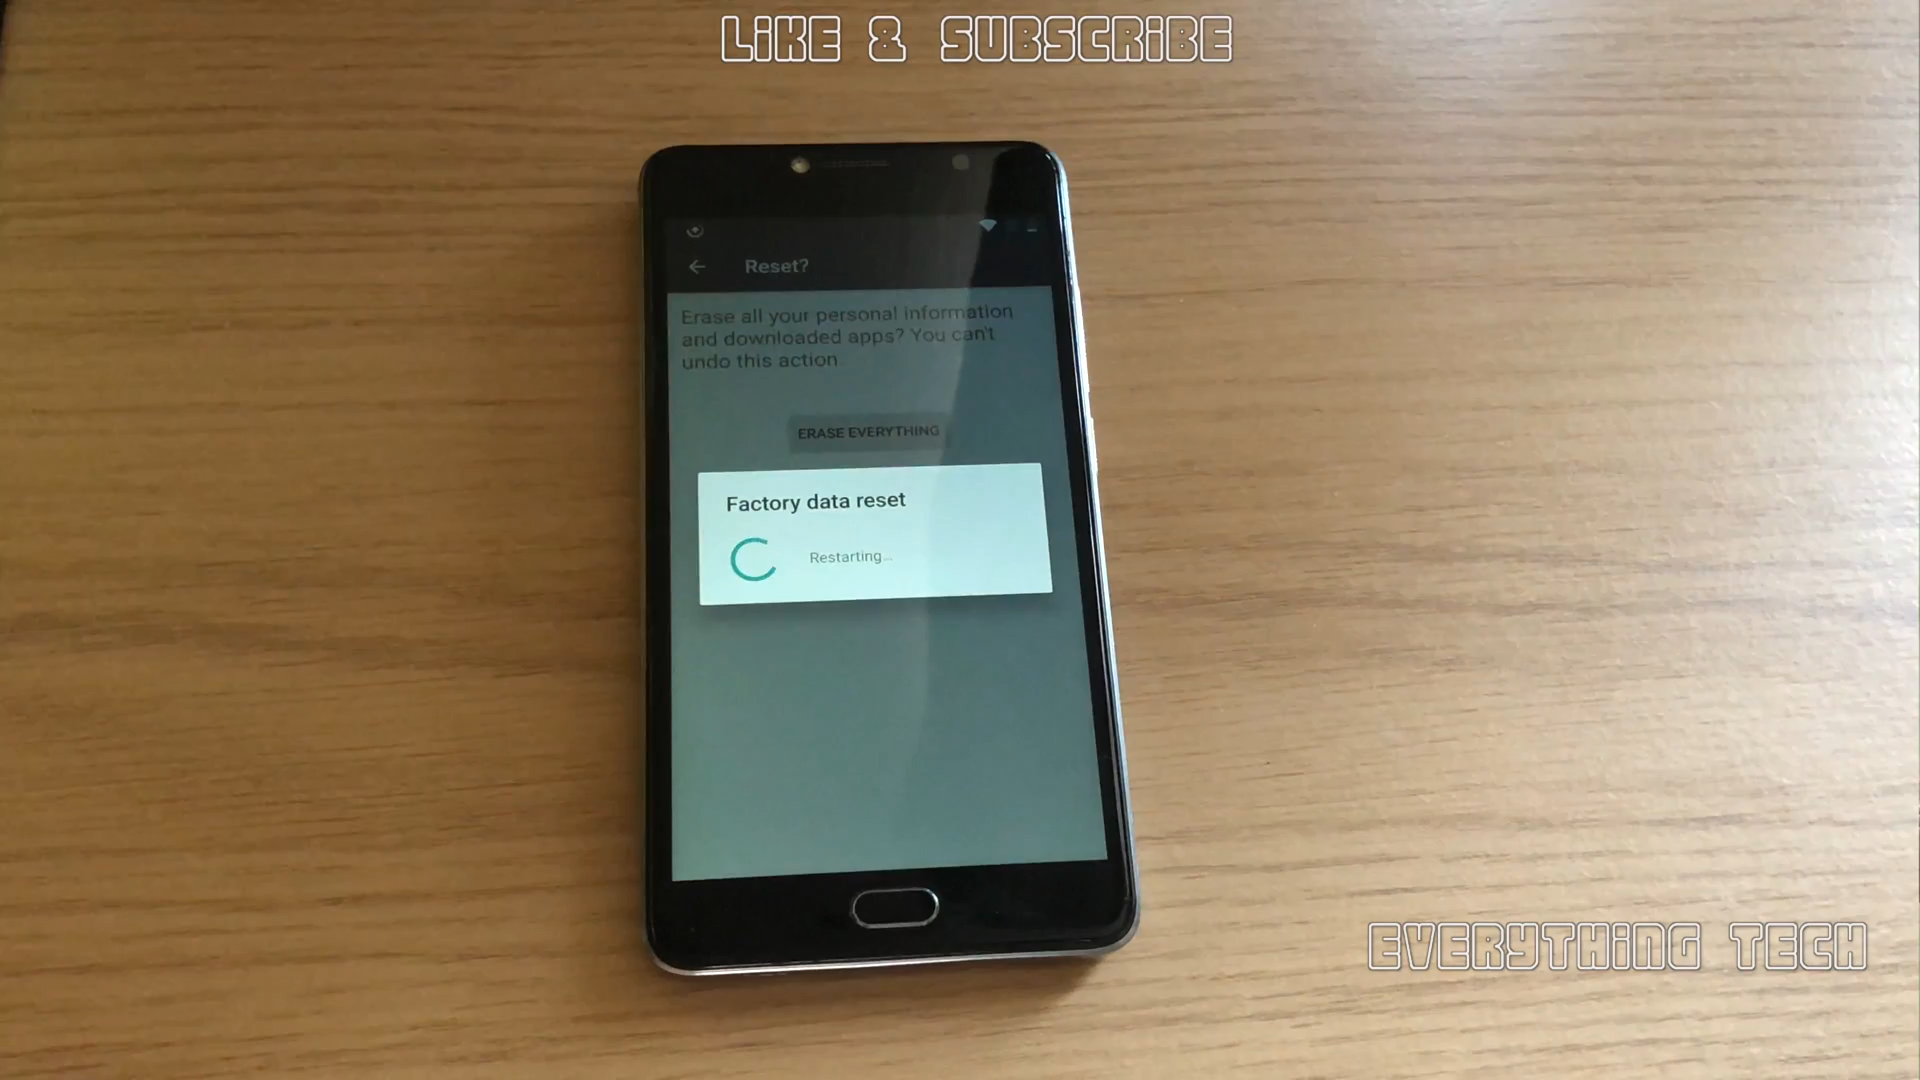 LiKE & SUBSCRiBE
Reset?
Erase all your personal information
and downloaded apps? You can't
undo this action.
ERASE EVERYTHING
Factory data reset
Restarting...
EVERYTHiNG TECH